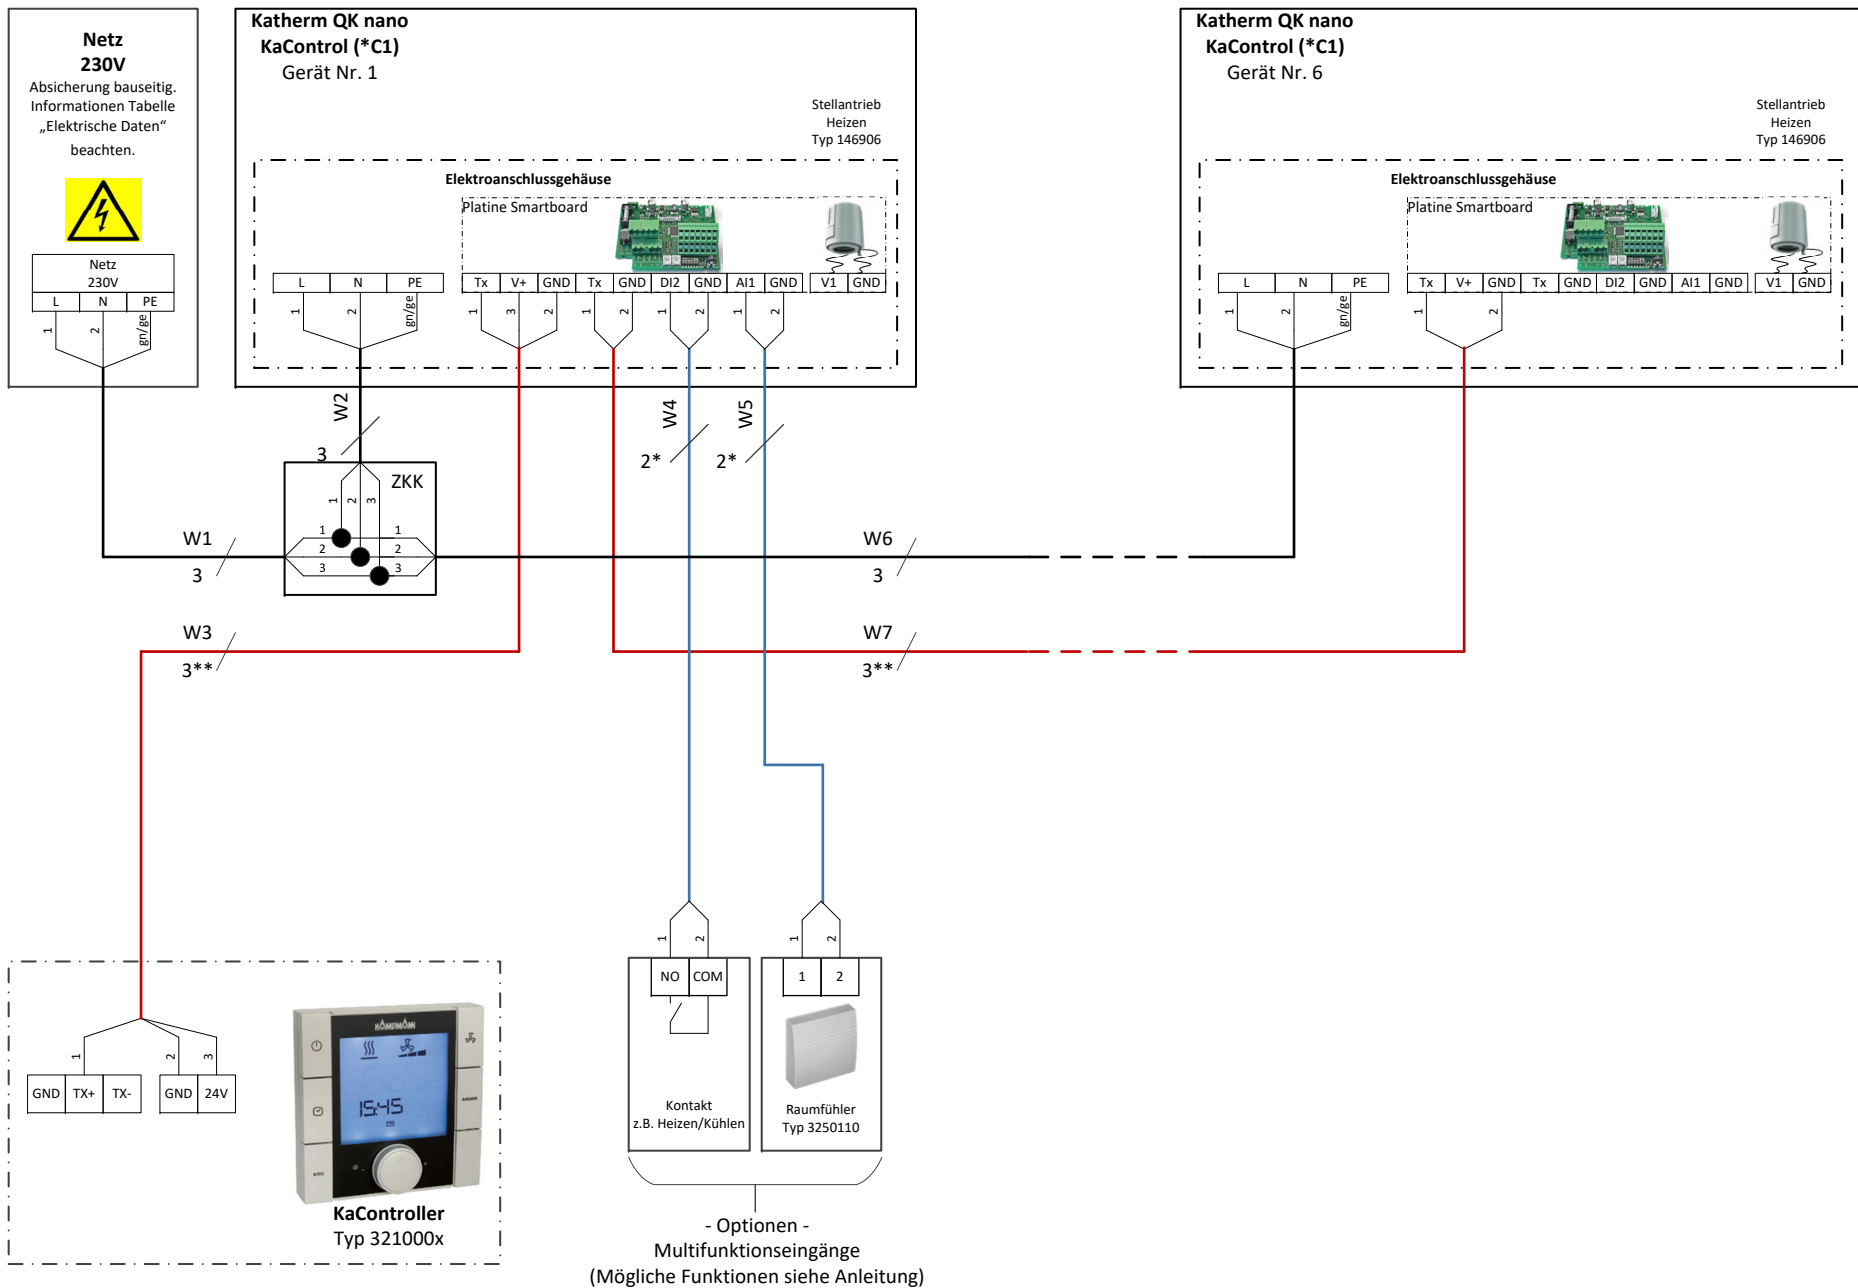 Netz
230V
Absicherung bauseitig.
Informationen Tabelle
„Elektrische Daten“
beachten.
Netz
230V
L N PE
1 2 gn/ge
Katherm QK nano
KaControl (*C1)
Gerät Nr. 1
Stellantrieb
Heizen
Typ 146906
Elektroanschlussgehäuse
Platine Smartboard
L N PE
Tx V+ GND Tx GND DI2 GND AI1 GND V1 GND
1 2 gn/ge
1 3 2 1 2 1 2 1 2
Katherm QK nano
KaControl (*C1)
Gerät Nr. 6
Stellantrieb
Heizen
Typ 146906
Elektroanschlussgehäuse
Platine Smartboard
L N PE
Tx V+ GND Tx GND DI2 GND AI1 GND V1 GND
1 2 gn/ge
1 2
W2
3
W4
2*
W5
2*
ZKK
1 2 3
1 1
2 2
3 3
W1
3
W6
3
W3
3**
W7
3**
1 2 3
GND TX+ TX- GND 24V
KAMPMANN
15:45
ESC
KaController
Typ 321000x
1 2
NO COM
Kontakt
z.B. Heizen/Kühlen
1 2
1 2
Raumfühler
Typ 3250110
- Optionen -
Multifunktionseingänge
(Mögliche Funktionen siehe Anleitung)